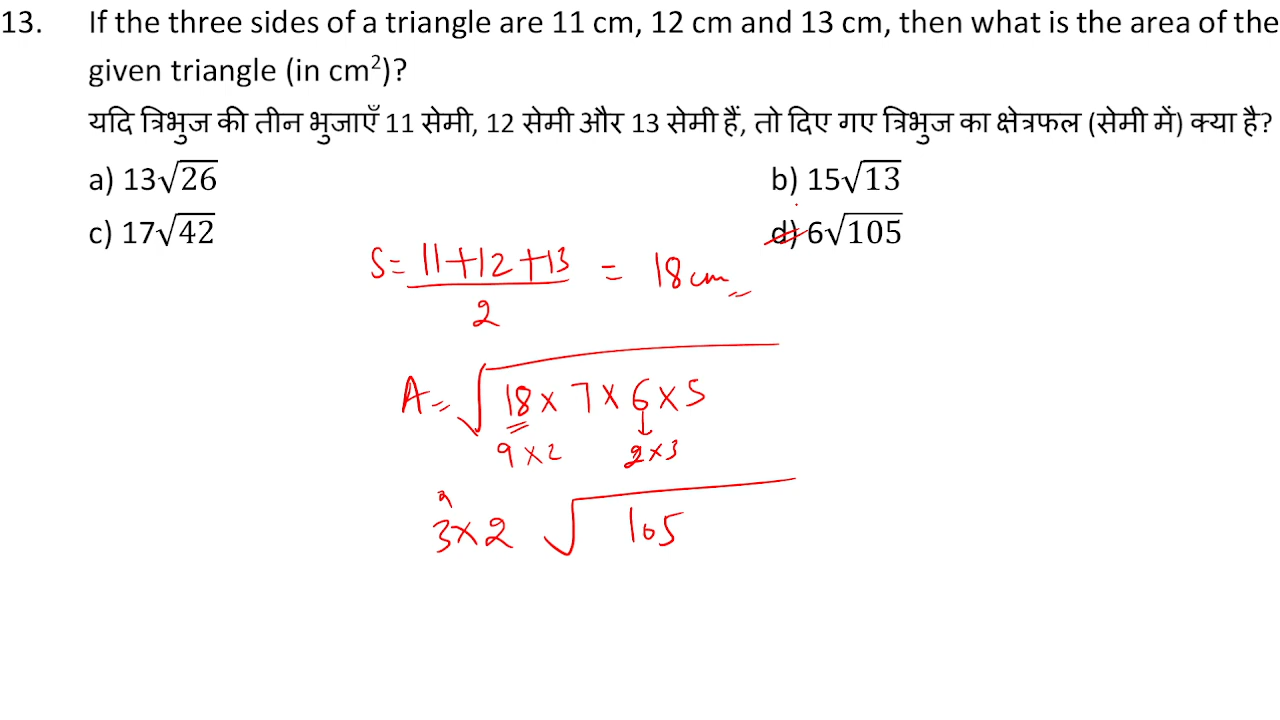 13. If the three sides of a triangle are 11 cm, 12 cm and 13 cm, then what is the area of the
given triangle (in cm²)?
यदि त्रिभुज की तीन भुजाएँ 11 सेमी, 12 सेमी और 13 सेमी हैं, तो दिए गए त्रिभुज का क्षेत्रफल (सेमी में) क्या है?
a) 13√26 b) 15√13
c) 17√42 d) 6√105
S = 11+12+13 = 18 cm
2
A = √18 × 7 × 6 × 5
9 × 2 2 × 3
3 × 2 √105